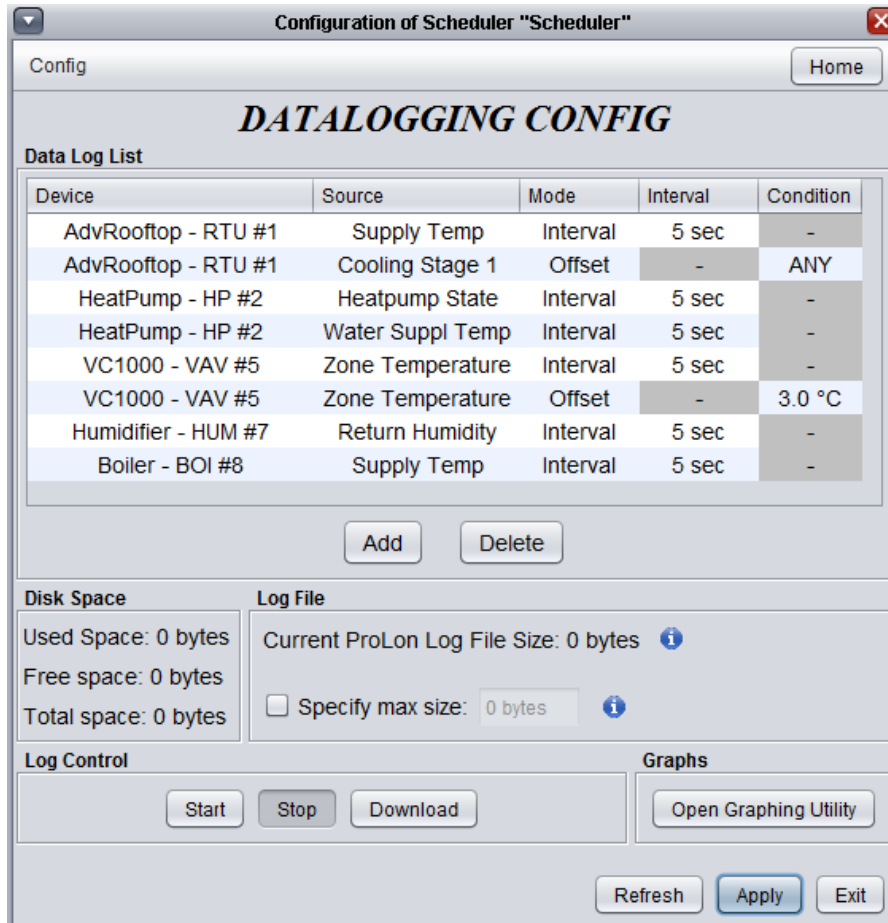 Configuration of Scheduler "Scheduler"
Config Home
DATALOGGING CONFIG
Data Log List
Device Source Mode Interval Condition
AdvRooftop - RTU #1 Supply Temp Interval 5 sec -
AdvRooftop - RTU #1 Cooling Stage 1 Offset - ANY
HeatPump - HP #2 Heatpump State Interval 5 sec -
HeatPump - HP #2 Water Suppl Temp Interval 5 sec -
VC1000 - VAV #5 Zone Temperature Interval 5 sec -
VC1000 - VAV #5 Zone Temperature Offset - 3.0 °C
Humidifier - HUM #7 Return Humidity Interval 5 sec -
Boiler - BOI #8 Supply Temp Interval 5 sec -
Add Delete
Disk Space
Used Space: 0 bytes
Free space: 0 bytes
Total space: 0 bytes
Log File
Current ProLon Log File Size: 0 bytes
Specify max size: 0 bytes
Log Control
Start Stop Download
Graphs
Open Graphing Utility
Refresh Apply Exit